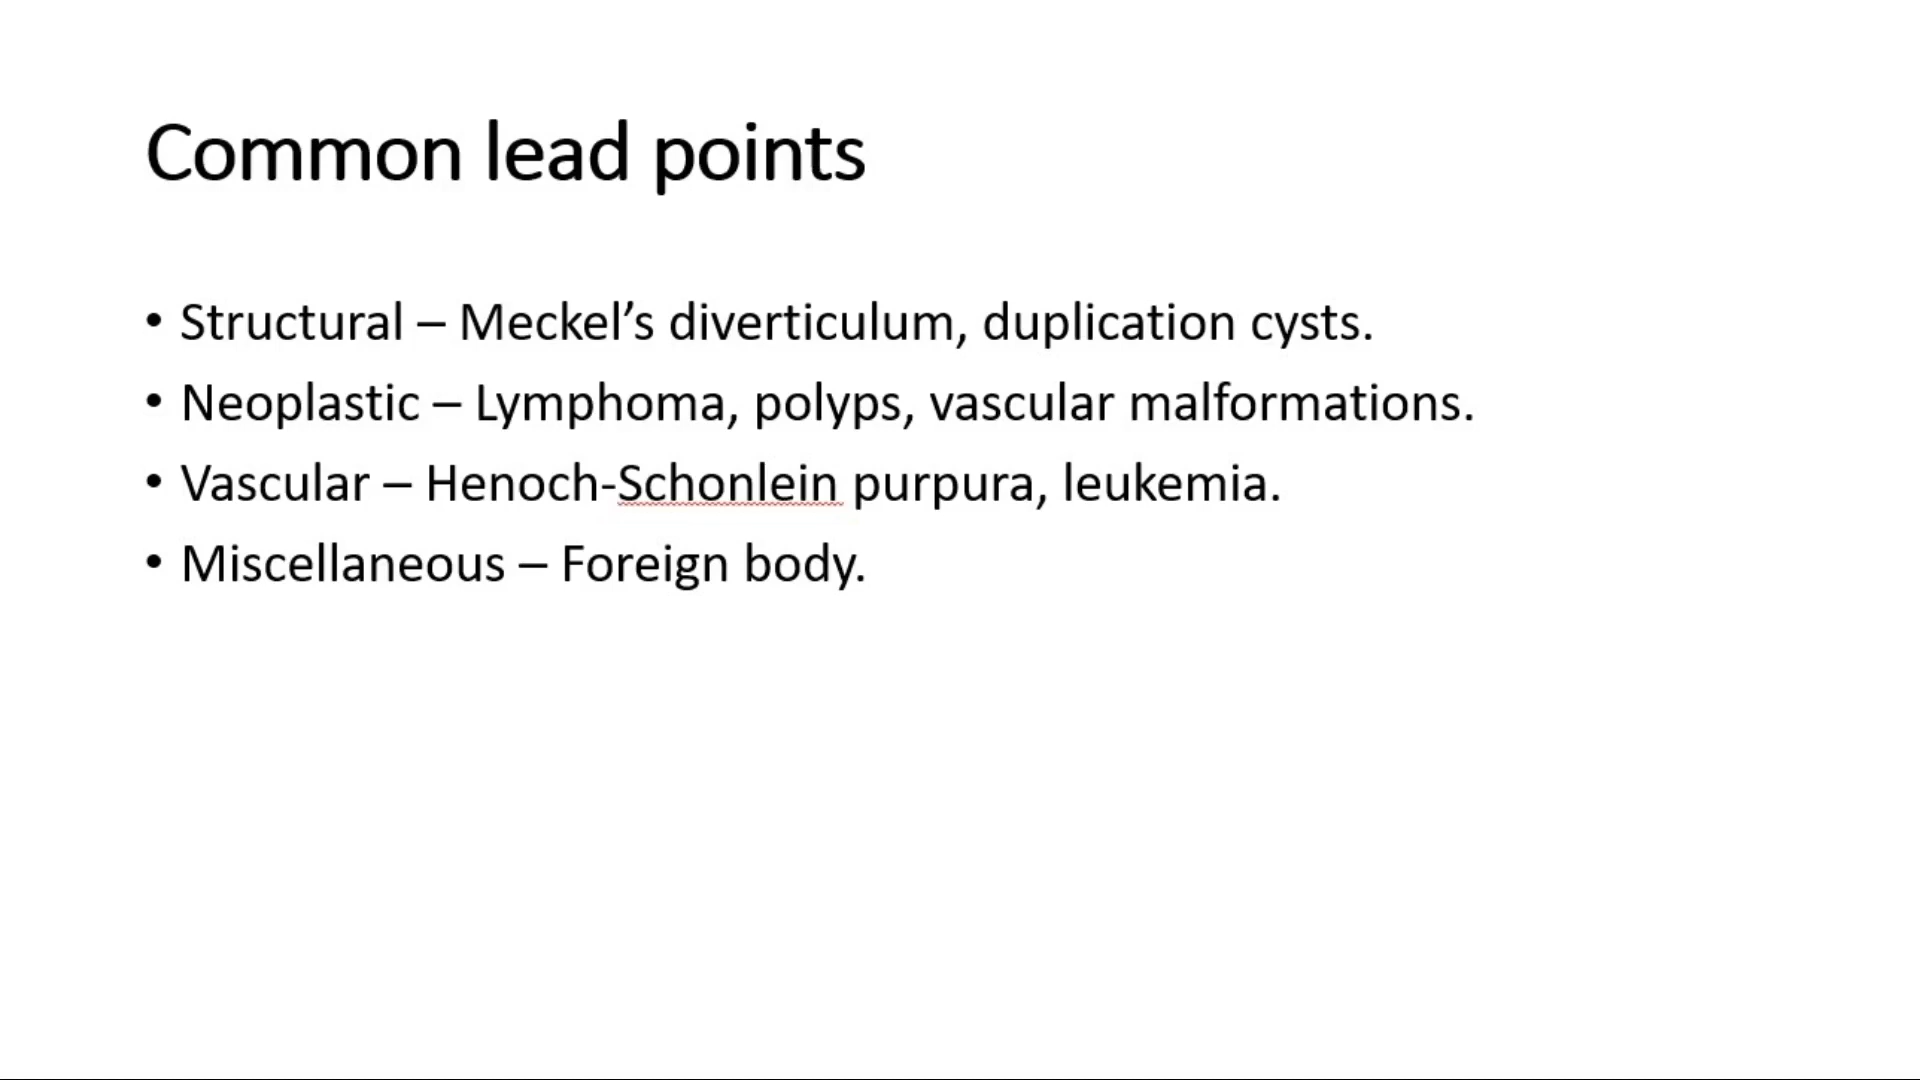 Common lead points
• Structural – Meckel’s diverticulum, duplication cysts.
• Neoplastic – Lymphoma, polyps, vascular malformations.
• Vascular – Henoch-Schonlein purpura, leukemia.
• Miscellaneous – Foreign body.